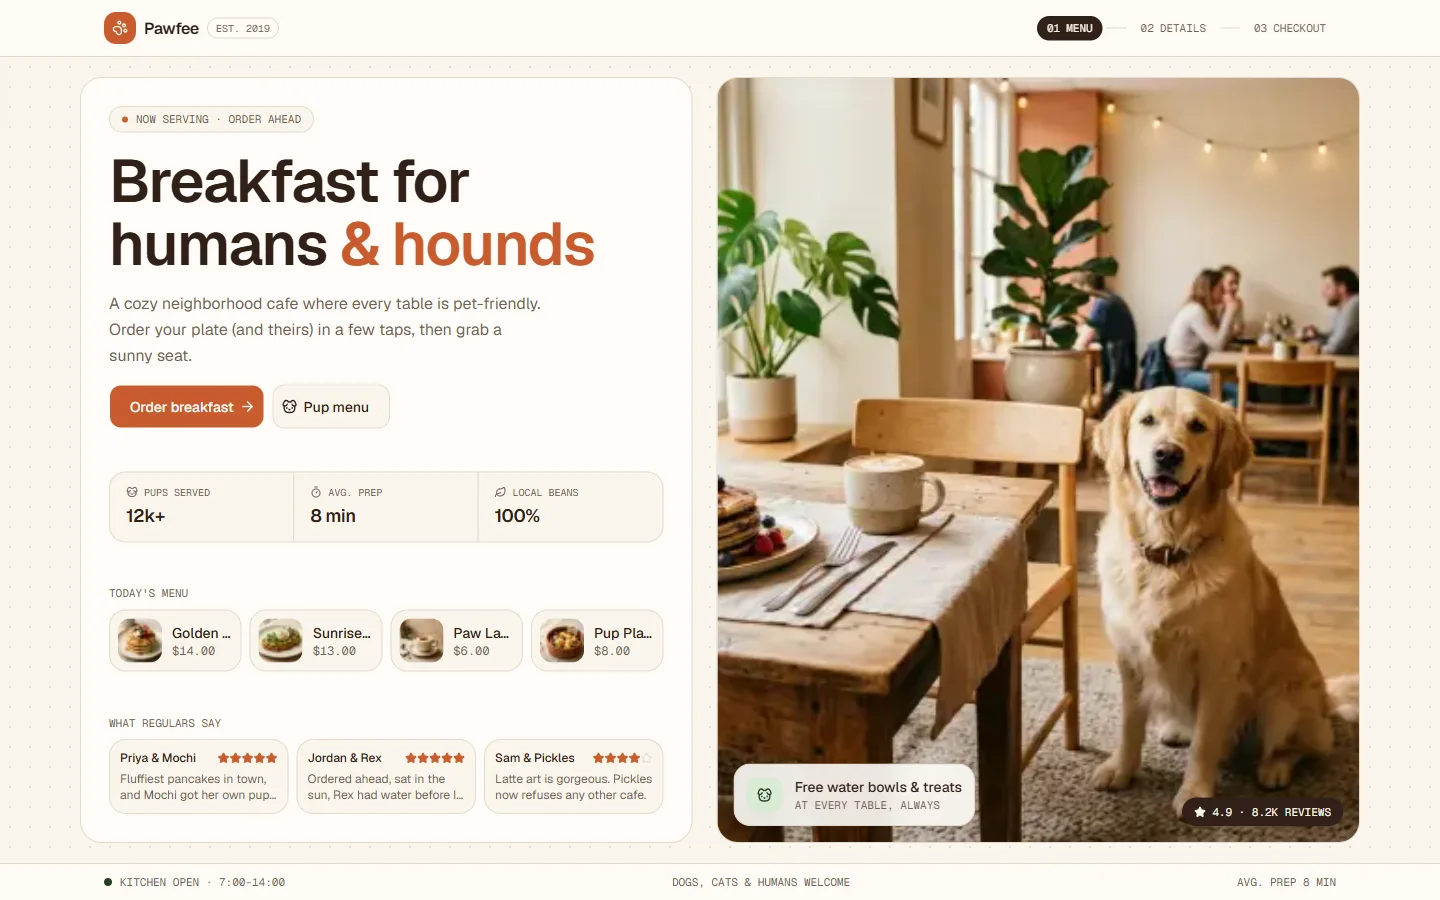 Pawfee
EST. 2019
01 MENU
02 DETAILS
03 CHECKOUT
NOW SERVING · ORDER AHEAD
Breakfast for
humans & hounds
A cozy neighborhood cafe where every table is pet-friendly.
Order your plate (and theirs) in a few taps, then grab a
sunny seat.
Order breakfast →
Pup menu
PUPS SERVED
12k+
AVG. PREP
8 min
LOCAL BEANS
100%
TODAY'S MENU
Golden ...
$14.00
Sunrise...
$13.00
Paw La...
$6.00
Pup Pla...
$8.00
WHAT REGULARS SAY
Priya & Mochi
Fluffiest pancakes in town,
and Mochi got her own pup...
Jordan & Rex
Ordered ahead, sat in the
sun, Rex had water before I...
Sam & Pickles
Latte art is gorgeous. Pickles
now refuses any other cafe.
Free water bowls & treats
AT EVERY TABLE, ALWAYS
4.9 · 8.2K REVIEWS
KITCHEN OPEN · 7:00-14:00
DOGS, CATS & HUMANS WELCOME
AVG. PREP 8 MIN